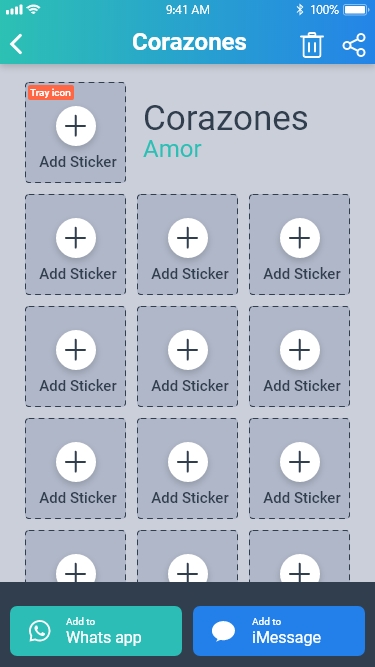 9:41 AM 100%
Corazones
Tray icon
Add Sticker
Corazones
Amor
Add Sticker Add Sticker Add Sticker
Add Sticker Add Sticker Add Sticker
Add Sticker Add Sticker Add Sticker
Add to
Whats app
Add to
iMessage